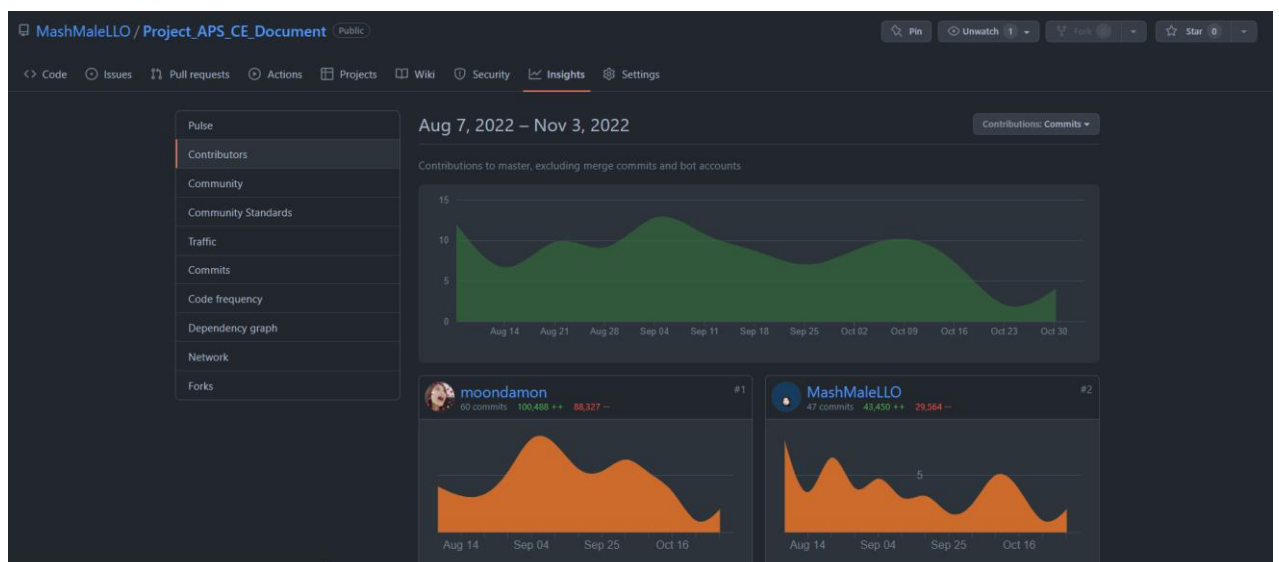 MashMaleLLO / Project_APS_CE_Document Public
Pin
Unwatch 1
Fork 0
Star 0
Code Issues Pull requests Actions Projects Wiki Security Insights Settings
Pulse
Contributors
Community
Community Standards
Traffic
Commits
Code frequency
Dependency graph
Network
Forks
Aug 7, 2022 – Nov 3, 2022
Contributions: Commits
Contributions to master, excluding merge commits and bot accounts
15
10
5
0
Aug 14 Aug 21 Aug 28 Sep 04 Sep 11 Sep 18 Sep 25 Oct 02 Oct 09 Oct 16 Oct 23 Oct 30
moondamon #1
60 commits 100,488 ++ 88,327 --
Aug 14 Sep 04 Sep 25 Oct 16
MashMaleLLO #2
47 commits 43,450 ++ 29,564 --
5
Aug 14 Sep 04 Sep 25 Oct 16